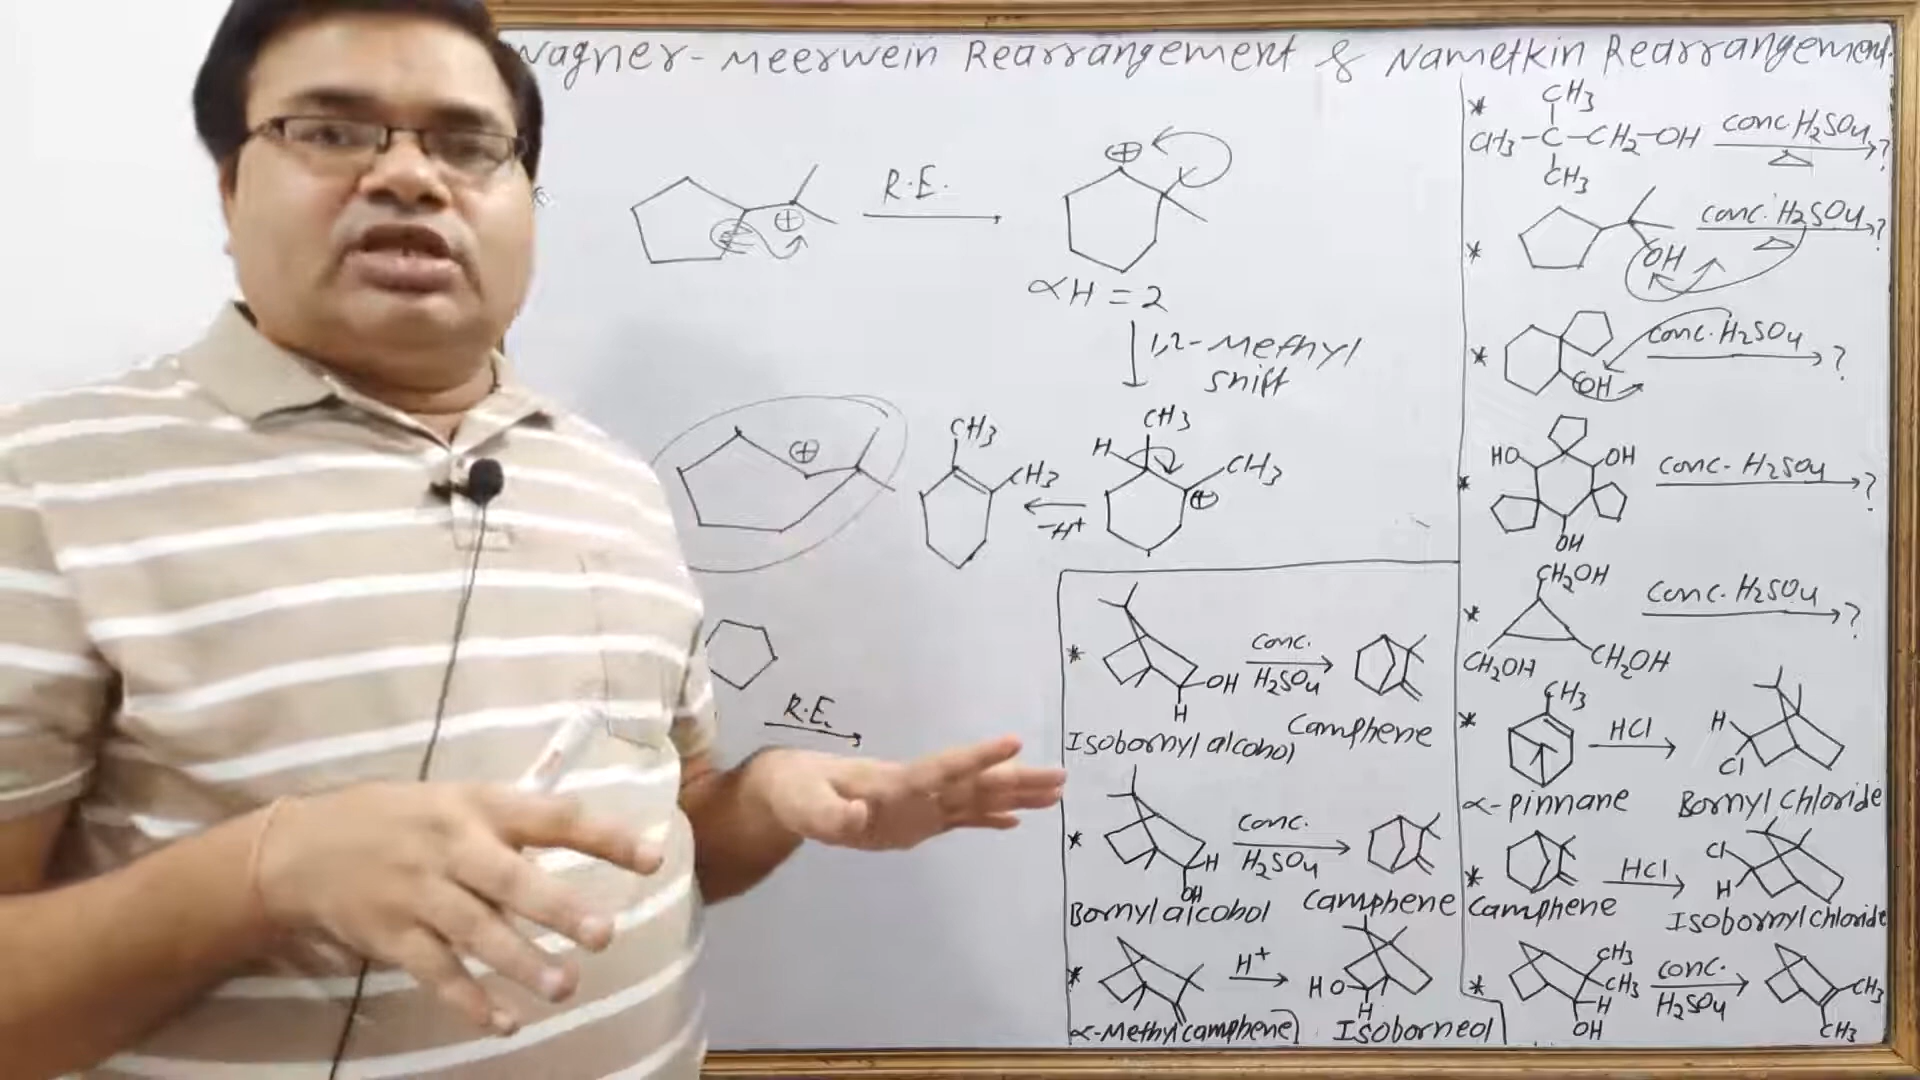 Wagner-Meerwein Rearrangement & Nametkin Rearrangement.
R.E.
⊕
⊕
αH = 2
1,2-Methyl
shift
⊕
CH3
CH3
-H+
CH3
H
CH3
⊕
R.E.
*
OH
H
conc.
H2SO4
Isobornyl alcohol
Camphene
*
H
OH
conc.
H2SO4
Bornyl alcohol
Camphene
*
H+
HO
H
α-Methylcamphene
Isoborneol
*
CH3
CH3-C-CH2-OH
CH3
conc. H2SO4
△
?
*
OH
conc. H2SO4
△
?
*
OH
conc. H2SO4
?
*
HO
OH
OH
conc- H2SO4
?
*
CH2OH
CH2OH
CH2OH
conc. H2SO4
?
*
CH3
HCl
H
Cl
α-pinnane
Bornyl chloride
*
HCl
Cl
H
Camphene
Isobornyl chloride
*
CH3
CH3
H
OH
conc.
H2SO4
CH3
CH3